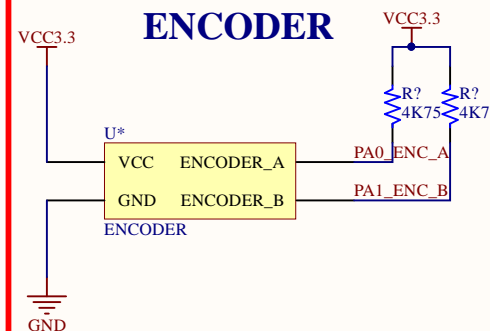 ENCODER
VCC3.3
VCC3.3
R?
4K75
R?
4K7
U*
VCC ENCODER_A
PA0_ENC_A
GND ENCODER_B
PA1_ENC_B
ENCODER
GND